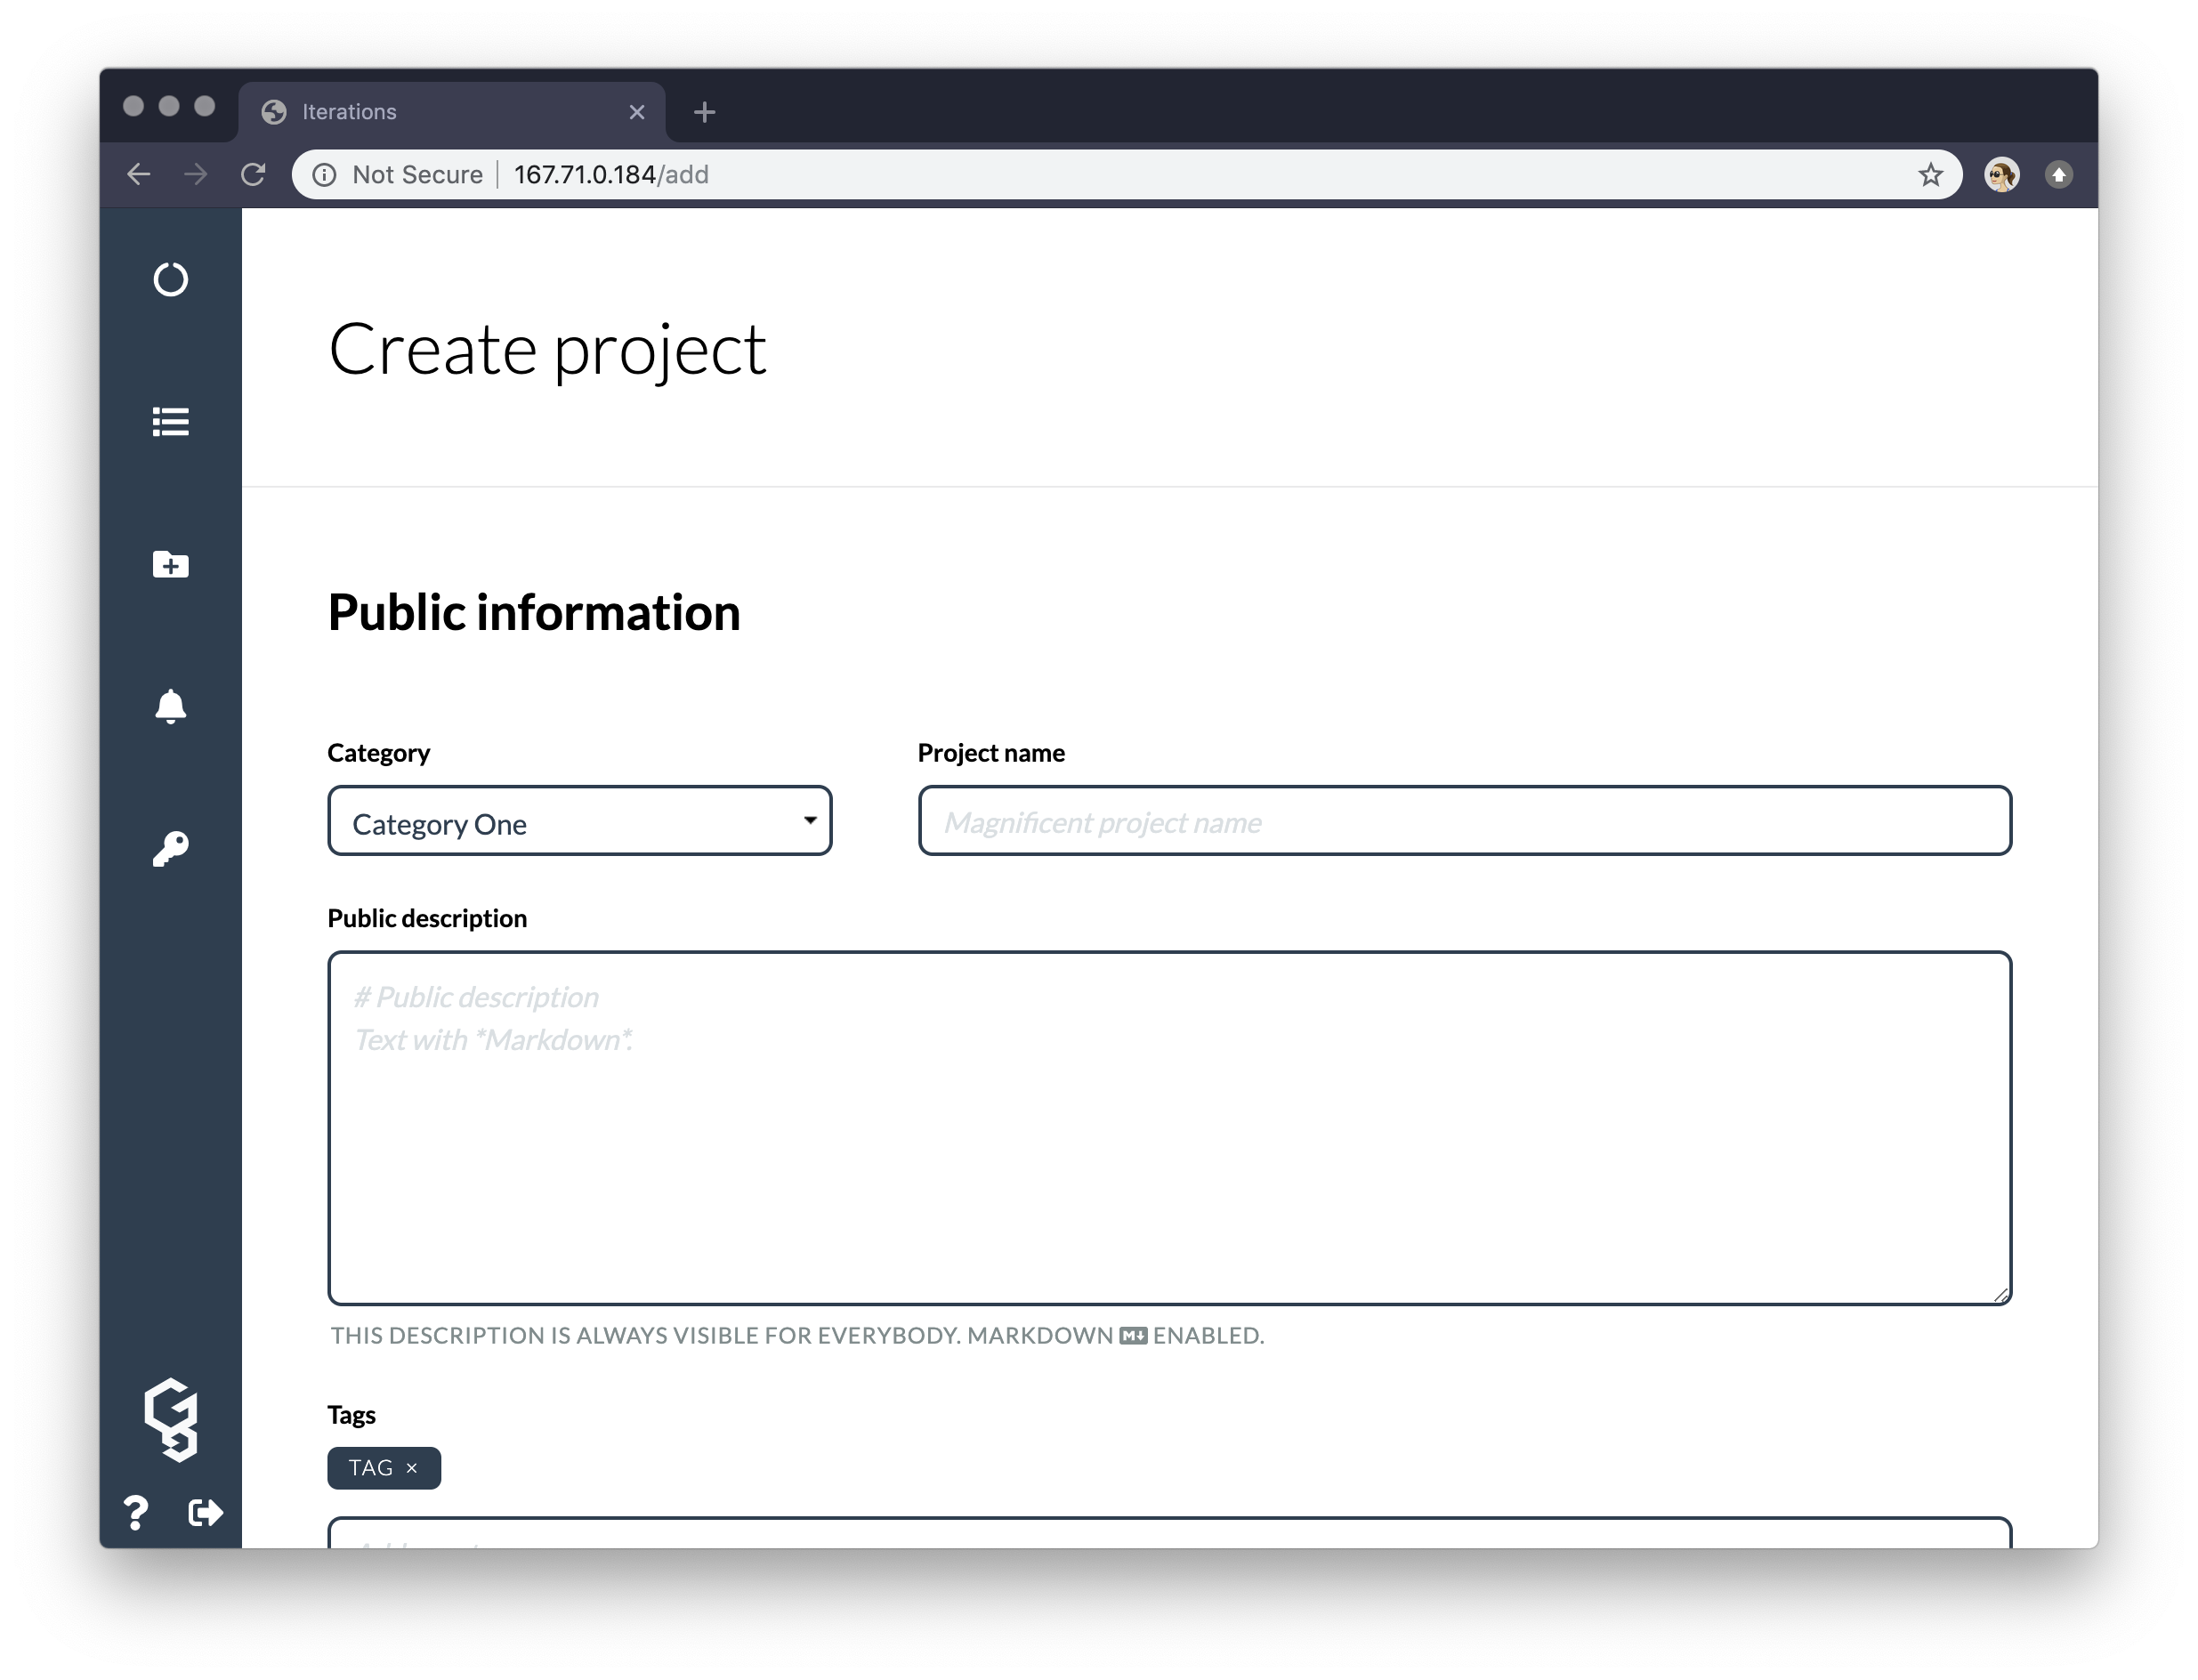 Iterations
Not Secure
167.71.0.184/add
Create project
Public information
Category
Project name
Category One
Magnificent project name
Public description
# Public description
Text with *Markdown*.
THIS DESCRIPTION IS ALWAYS VISIBLE FOR EVERYBODY. MARKDOWN M ENABLED.
Tags
TAG ×